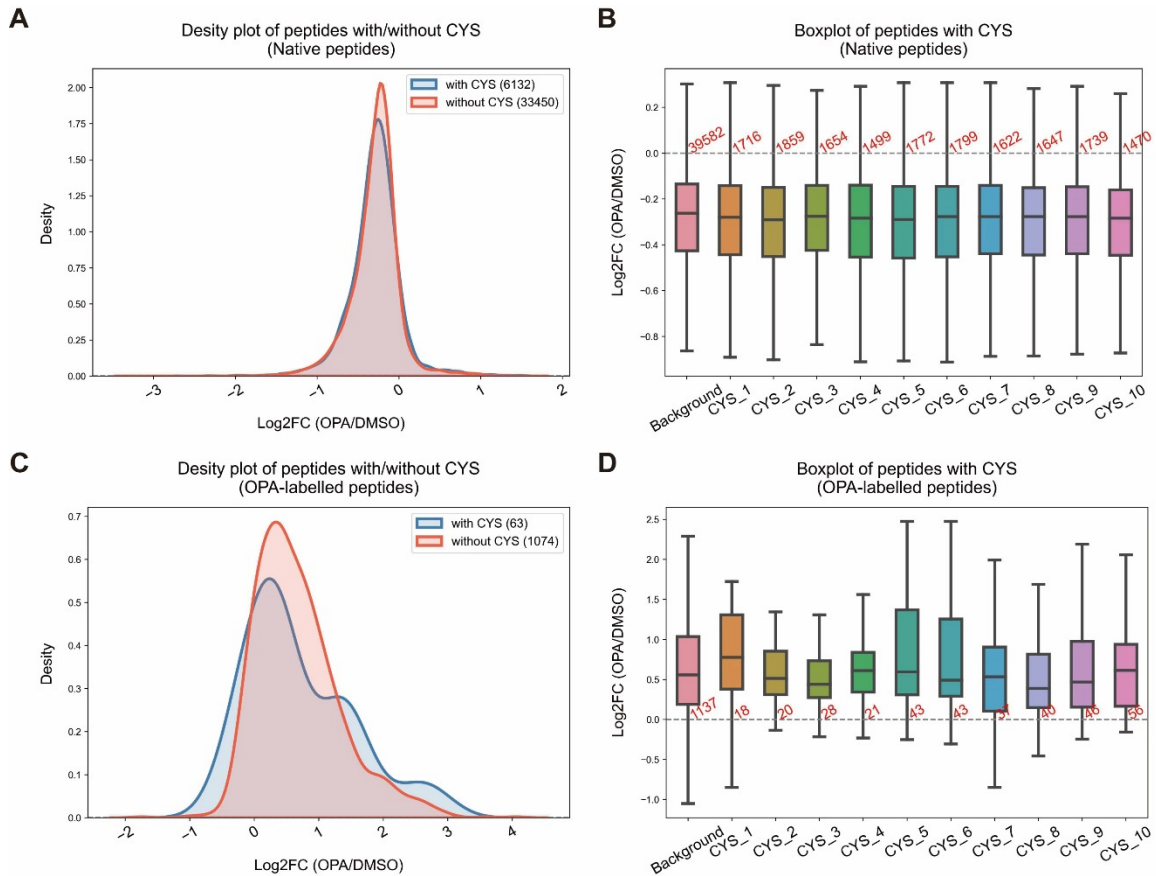 A
Desity plot of peptides with/without CYS
(Native peptides)
with CYS (6132)
without CYS (33450)
2.00
1.75
1.50
1.25
1.00
0.75
0.50
0.25
0.00
Desity
-3
-2
-1
0
1
2
Log2FC (OPA/DMSO)
B
Boxplot of peptides with CYS
(Native peptides)
0.2
0.0
−0.2
−0.4
−0.6
−0.8
Log2FC (OPA/DMSO)
39582
1716
1859
1654
1499
1772
1799
1622
1647
1739
1470
Background
CYS_1
CYS_2
CYS_3
CYS_4
CYS_5
CYS_6
CYS_7
CYS_8
CYS_9
CYS_10
C
Desity plot of peptides with/without CYS
(OPA-labelled peptides)
with CYS (63)
without CYS (1074)
0.7
0.6
0.5
0.4
0.3
0.2
0.1
0.0
Desity
-2
-1
0
1
2
3
4
Log2FC (OPA/DMSO)
D
Boxplot of peptides with CYS
(OPA-labelled peptides)
2.5
2.0
1.5
1.0
0.5
0.0
−1.0
Log2FC (OPA/DMSO)
1137
18
20
28
21
43
43
37
40
48
56
Background
CYS_1
CYS_2
CYS_3
CYS_4
CYS_5
CYS_6
CYS_7
CYS_8
CYS_9
CYS_10